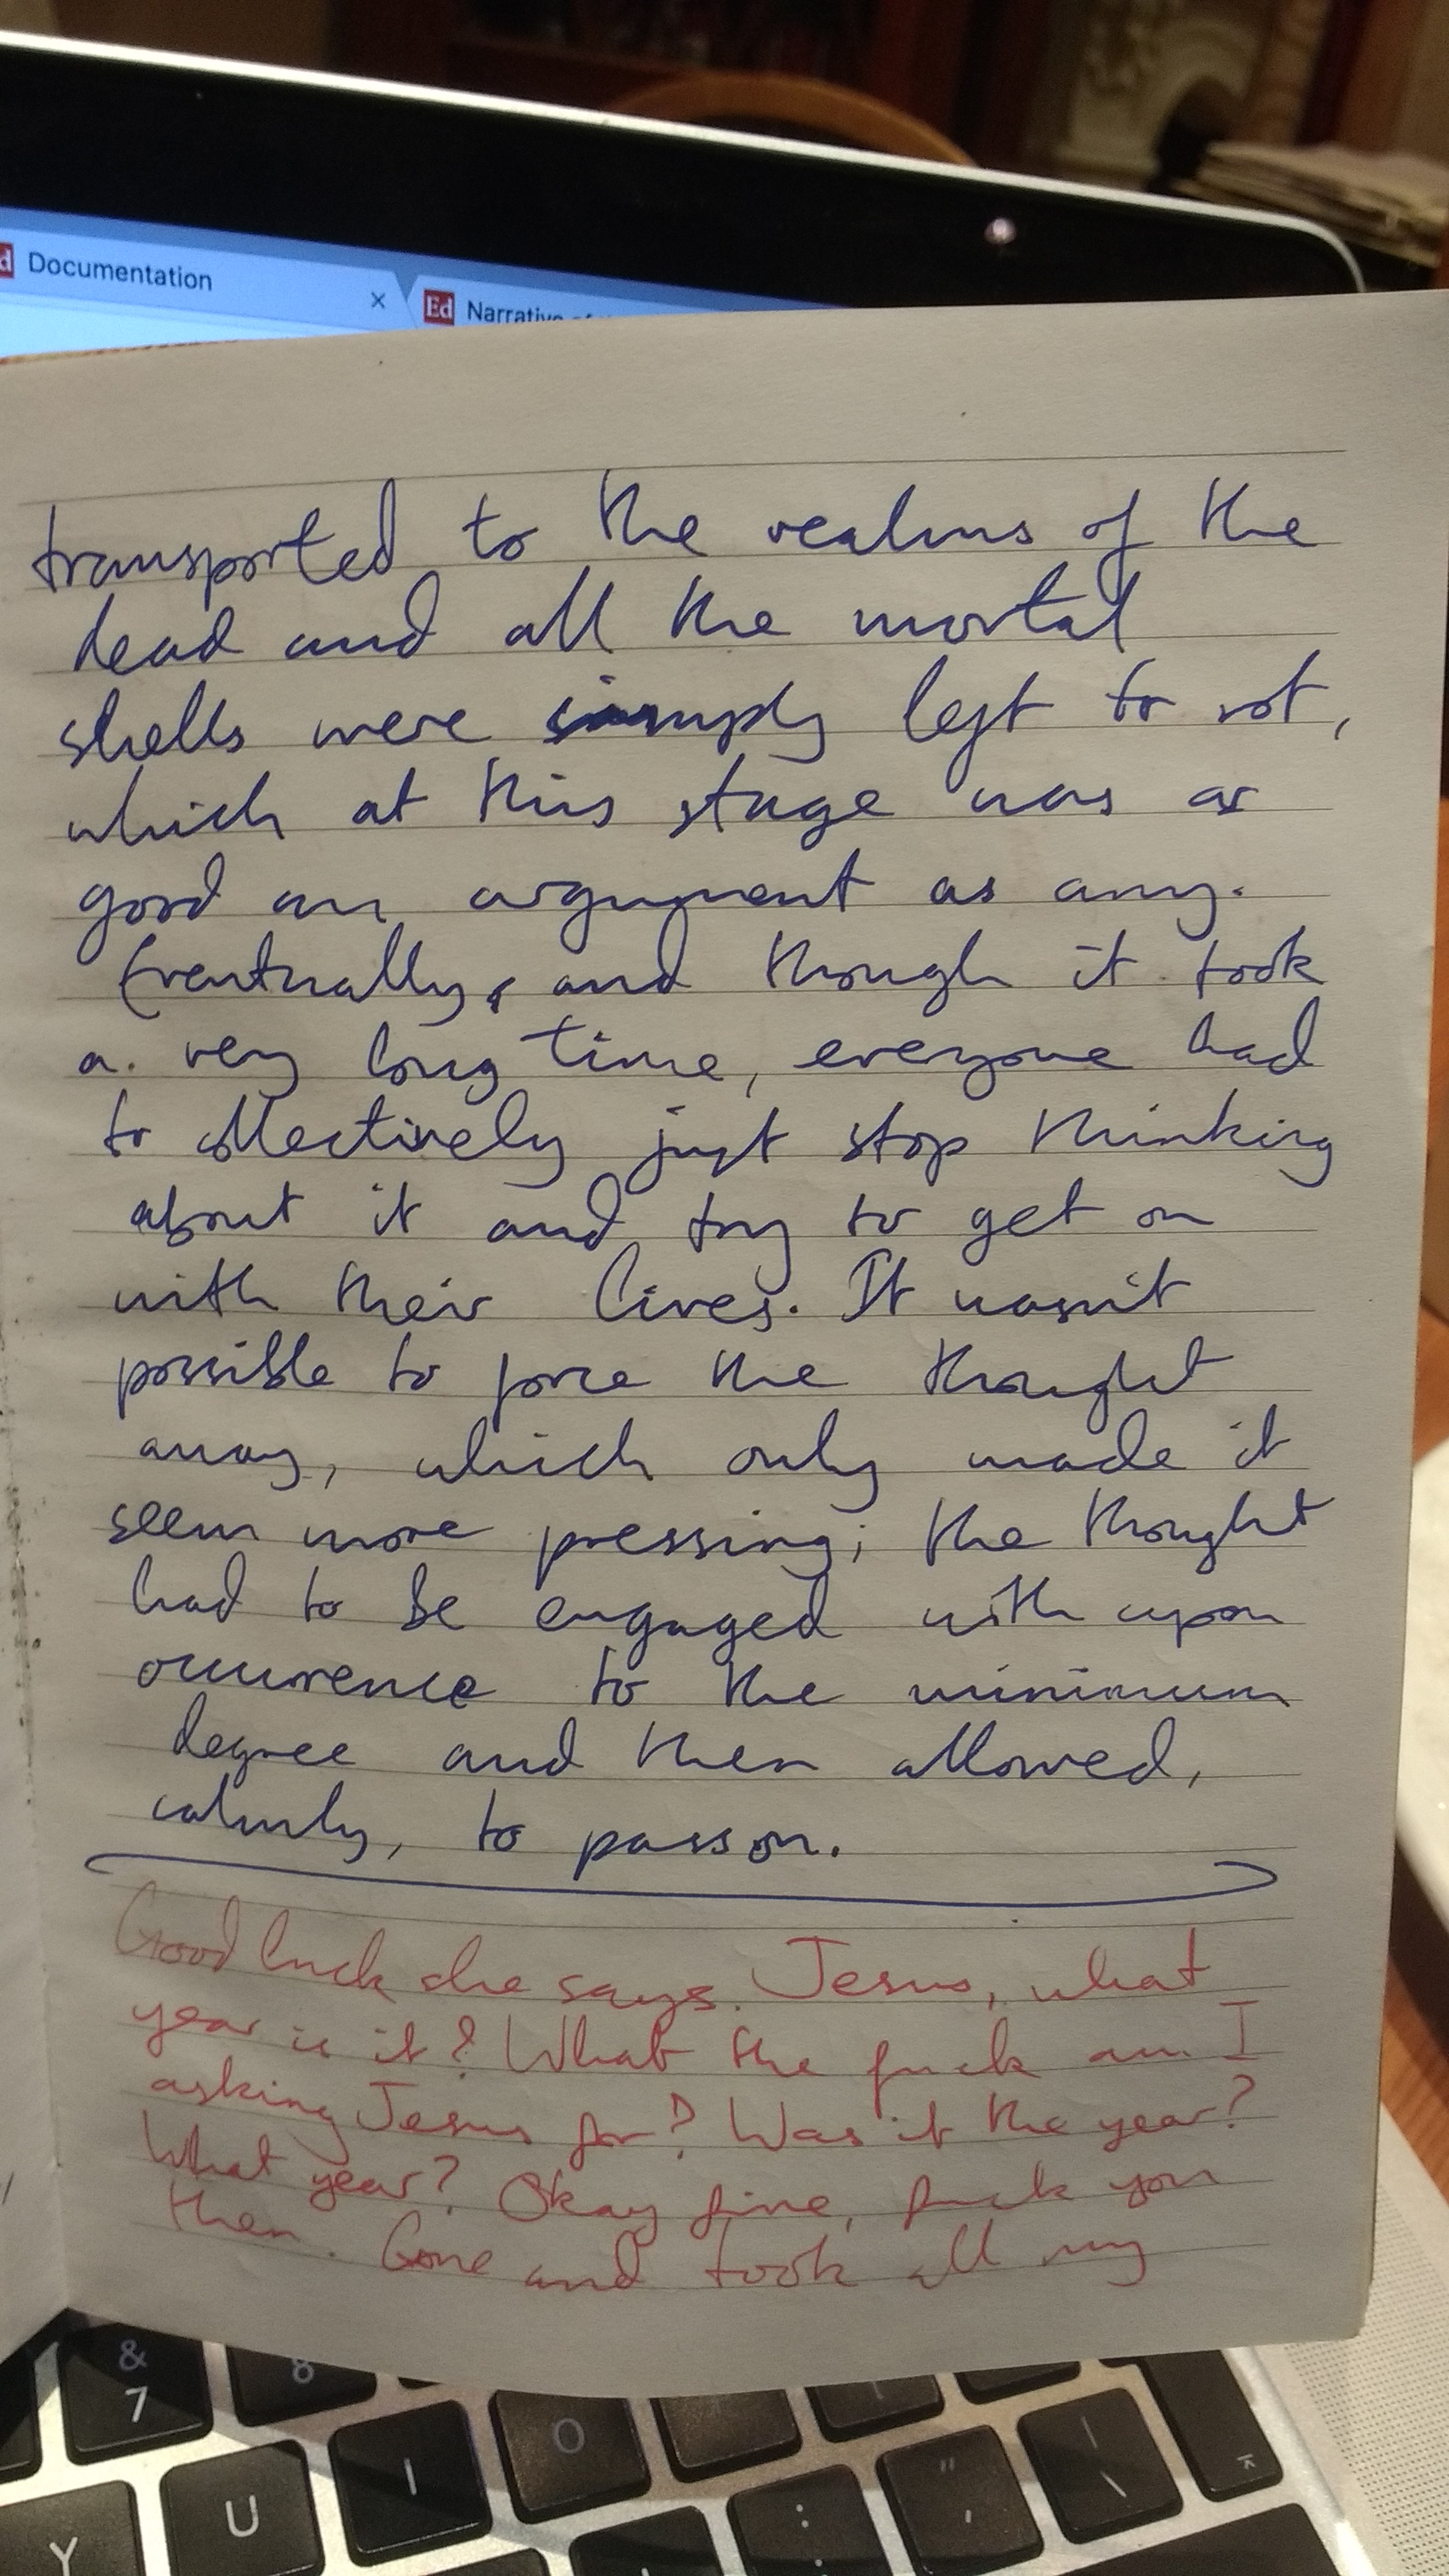 Documentation
×
Ed Narrative of
transported to the realms of the
dead and all the mortal
shells were simply left to rot,
which at this stage was as
good an argument as any.
Eventually, and though it took
a very long time, everyone had
to collectively just stop thinking
about it and try to get on
with their lives. It wasn't
possible to force the thought
away, which only made it
seem more pressing; the thought
had to be engaged with upon
occurrence to the minimum
degree and then allowed,
calmly, to pass on.
Good luck she says. Jesus, what
year is it? What the fuck am I
asking Jesus for? Was it the year?
What year? Okay fine, fuck you
then. Gone and took all my
&
7
8
U
I
O
Y
"
'
:
;
|
\